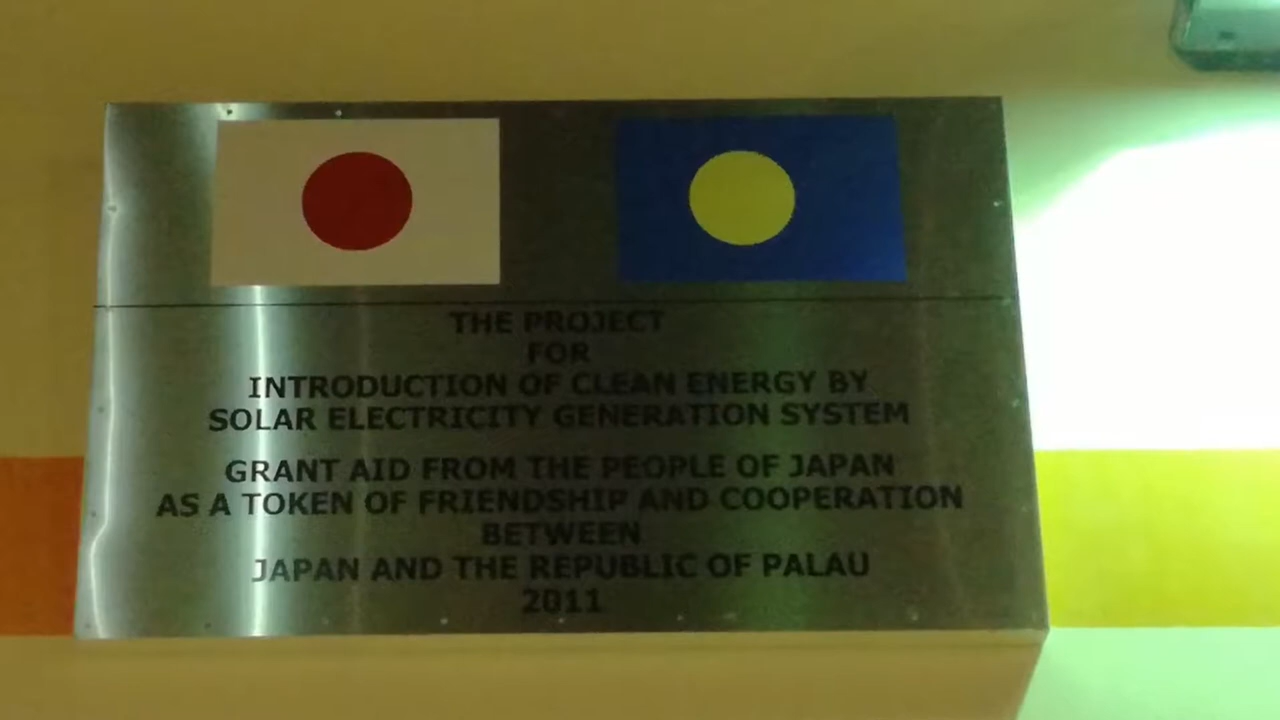 THE PROJECT
FOR
INTRODUCTION OF CLEAN ENERGY BY
SOLAR ELECTRICITY GENERATION SYSTEM
GRANT AID FROM THE PEOPLE OF JAPAN
AS A TOKEN OF FRIENDSHIP AND COOPERATION
BETWEEN
JAPAN AND THE REPUBLIC OF PALAU
2011